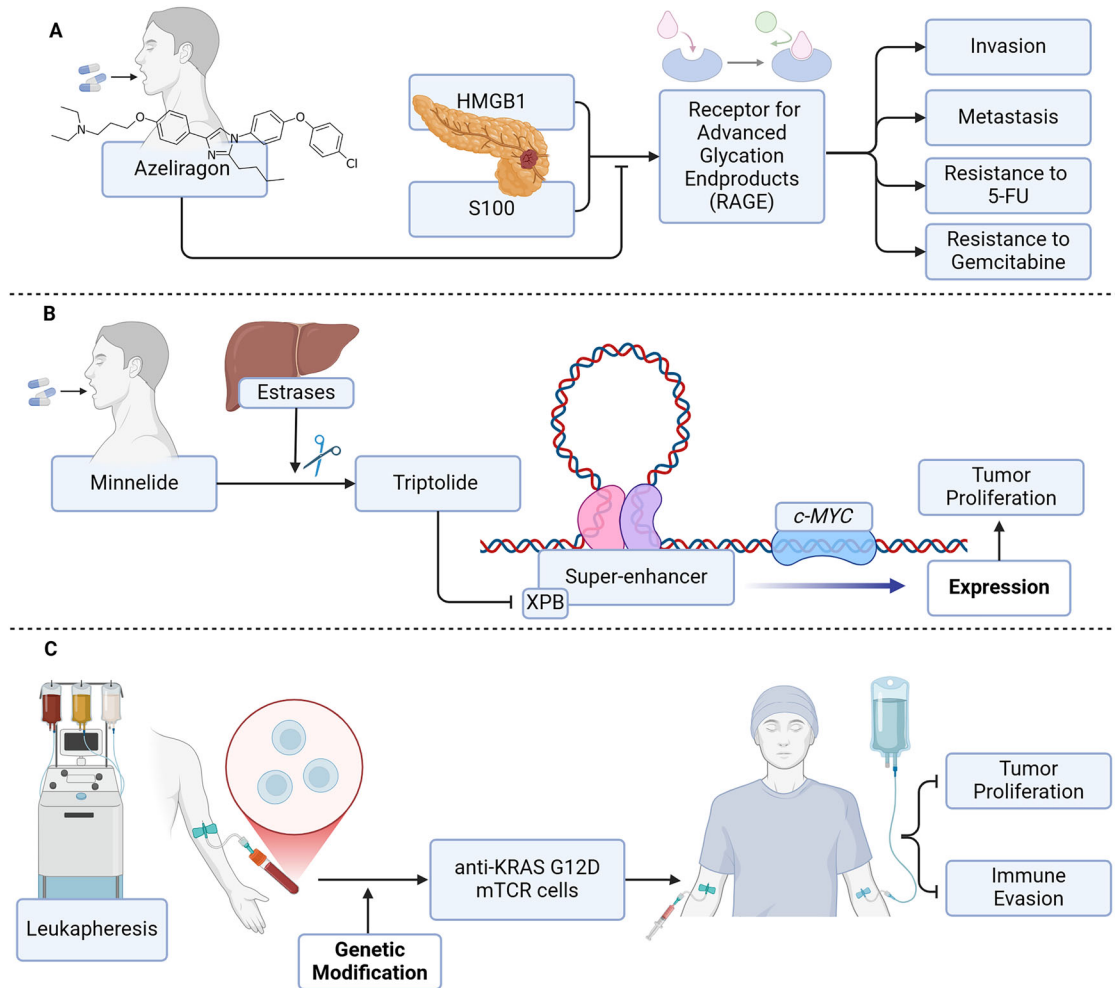 A
HMGB1
Receptor for
Advanced
Glycation
Endproducts
(RAGE)
Invasion
Metastasis
Resistance to
5-FU
Resistance to
Gemcitabine
N
O
N
N
O
Cl
Azeliragon
S100
B
Estrases
Minnelide
Triptolide
c-MYC
Tumor
Proliferation
Super-enhancer
XPB
Expression
C
Leukapheresis
anti-KRAS G12D
mTCR cells
Genetic
Modification
Tumor
Proliferation
Immune
Evasion